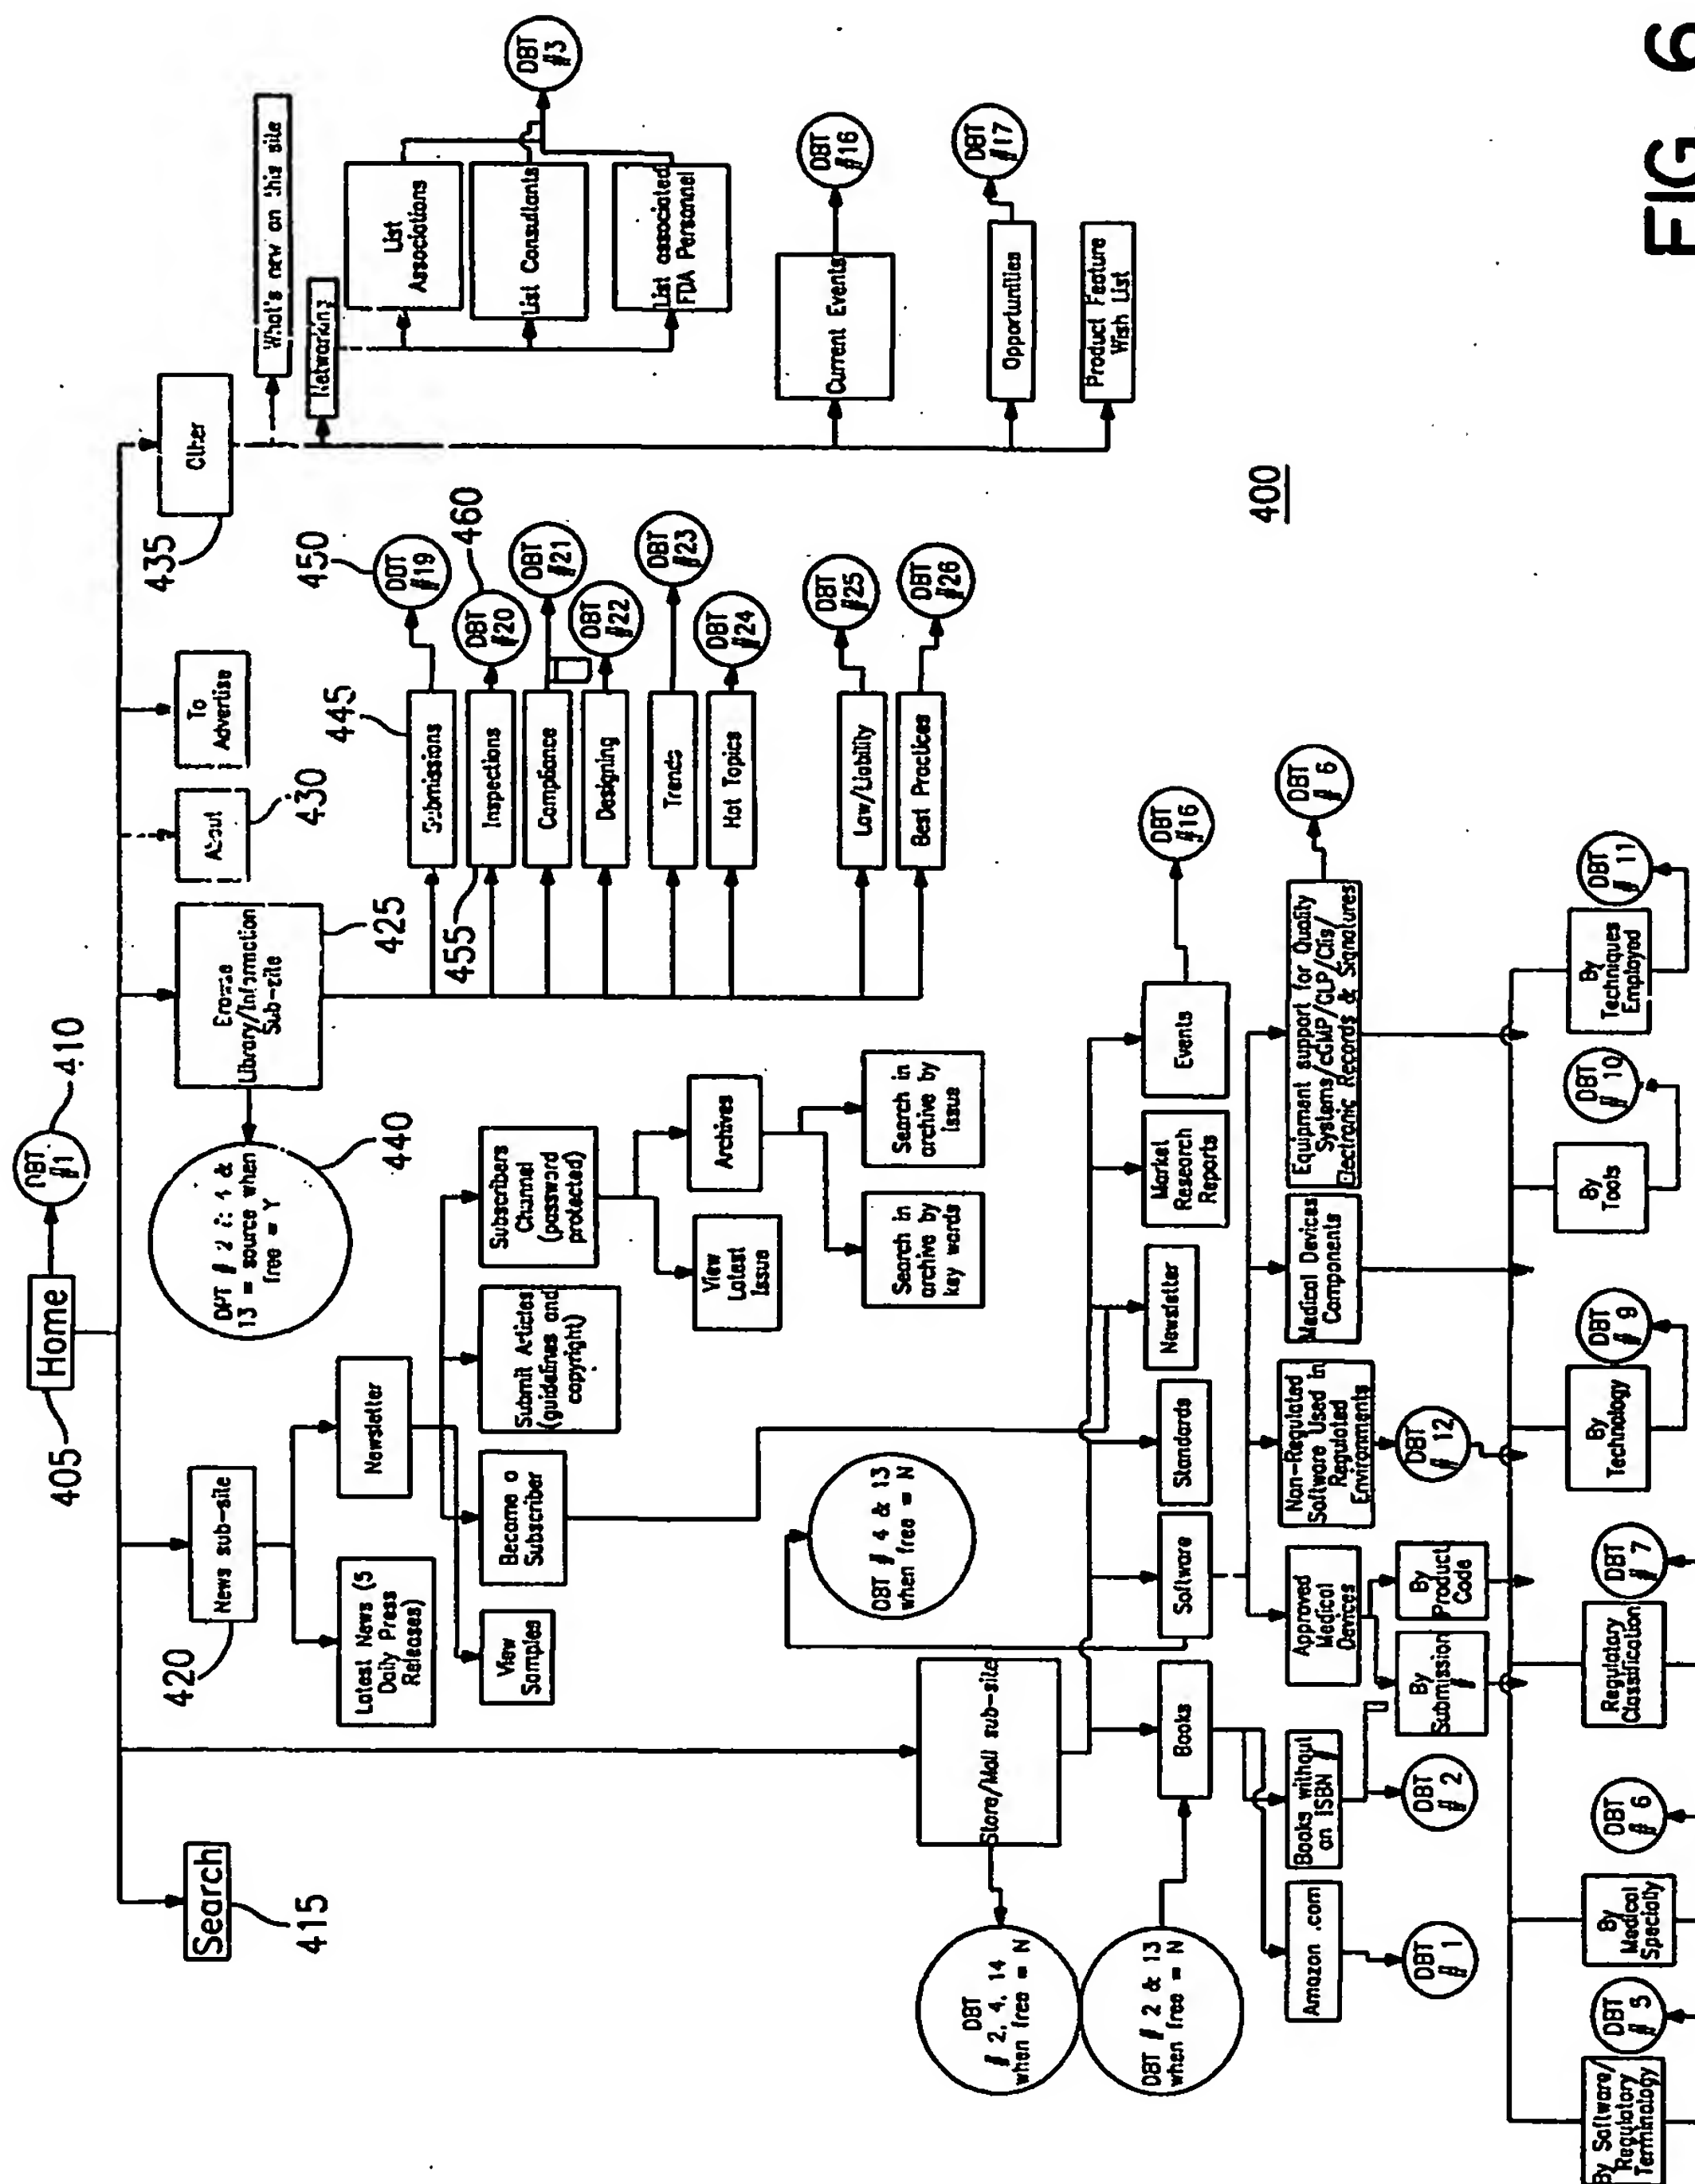 405
Home
DBT
#1
410
Search
415
News sub-site
420
Browse
Library/Information
Sub-site
425
About
430
To
Advertise
Other
435
DBT # 2 & 4 &
13 = source when
free = Y
440
Latest News (5
Daily Press
Releases)
Newsletter
View
Samples
Become a
Subscriber
Submit Articles
(guidelines and
copyright)
Subscribers
Channel
(password
protected)
View
Latest
Issue
Archives
Search in
archive by
key words
Search in
archive by
issue
445
Submissions
DBT
#19
450
455
Inspections
DBT
#20
460
Compliance
DBT
#21
Designing
DBT
#22
Trends
DBT
#23
Hot Topics
DBT
#24
Law/Liability
DBT
#25
Best Practices
DBT
#26
What's new on this site
Networking
List
Associations
List Consultants
List associated
FDA Personnel
DBT
#3
Current Events
DBT
#16
Opportunities
DBT
#17
Product Feature
Wish List
Store/Mall sub-site
DBT
# 2, 4, 14
when free = N
DBT # 2 & 13
when free = N
DBT # 4 & 13
when free = N
Books
Software
Standards
Newsletter
Market
Research
Reports
Events
DBT
#16
400
Amazon .com
DBT
# 1
Books without
an ISBN #
DBT
# 2
Approved
Medical
Devices
By
Submission
#
By
Product
Code
Non-Regulated
Software Used in
Regulated
Environments
DBT
# 12
Medical Devices
Components
Equipment support for Quality
Systems/cGMP/GLP/Clis/
Electronic Records & Signatures
DBT
# 6
By Software/
Regulatory
Terminology
DBT
# 5
By
Medical
Specialty
DBT
# 6
Regulatory
Classification
DBT
# 7
By
Technology
DBT
# 9
By
Tools
DBT
# 10
By
Techniques
Employed
DBT
# 11
FIG 6